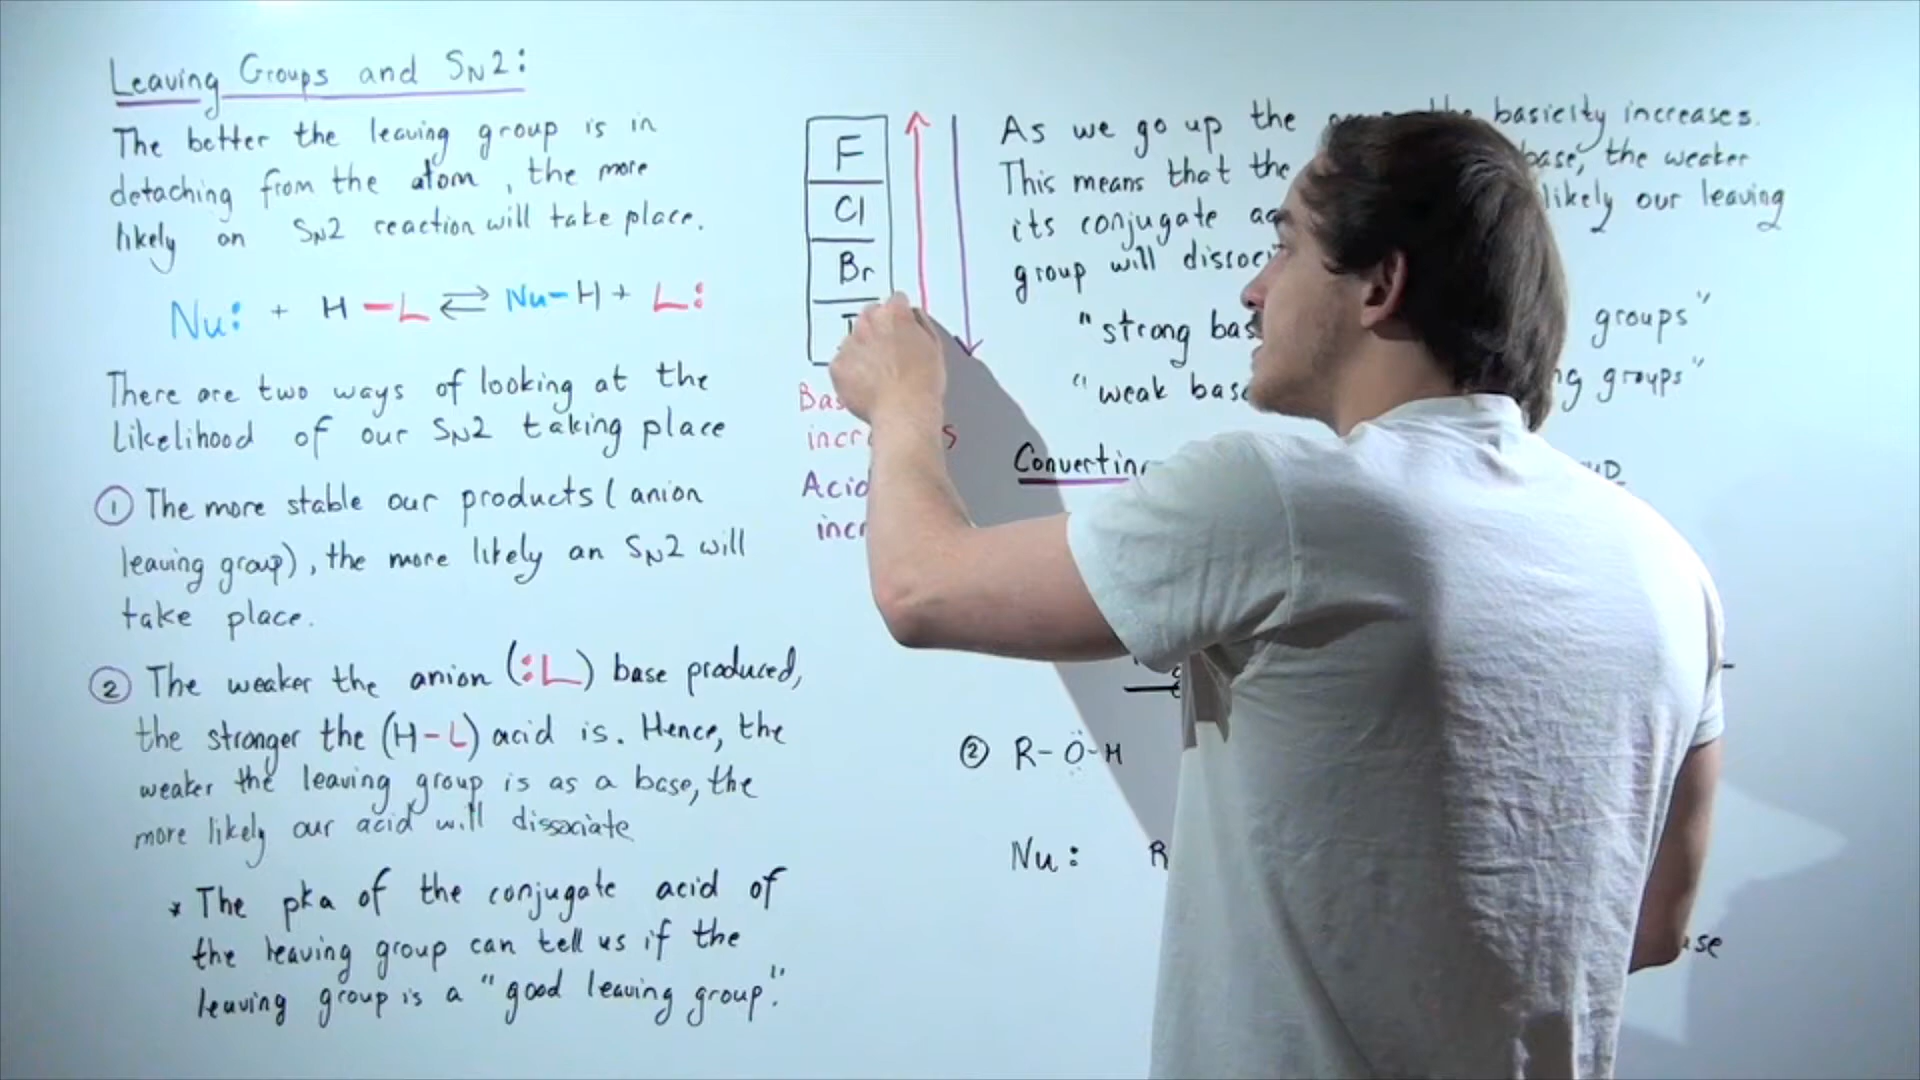 Leaving Groups and SN2:
The better the leaving group is in
detaching from the atom, the more
likely an SN2 reaction will take place.
Nu: + H-L ⇌ Nu-H + L:
There are two ways of looking at the
likelihood of our SN2 taking place
① The more stable our products (anion
leaving group), the more likely an SN2 will
take place.
② The weaker the anion (:L) base produced,
the stronger the (H-L) acid is. Hence, the
weaker the leaving group is as a base, the
more likely our acid will dissociate
* The pka of the conjugate acid of
the leaving group can tell us if the
leaving group is a "good leaving group".
F
Cl
Br
As we go up the basicity increases.
This means that the base, the weaker
its conjugate likely our leaving
group will
"strong groups"
"weak groups"
② R-O-H
Nu: R